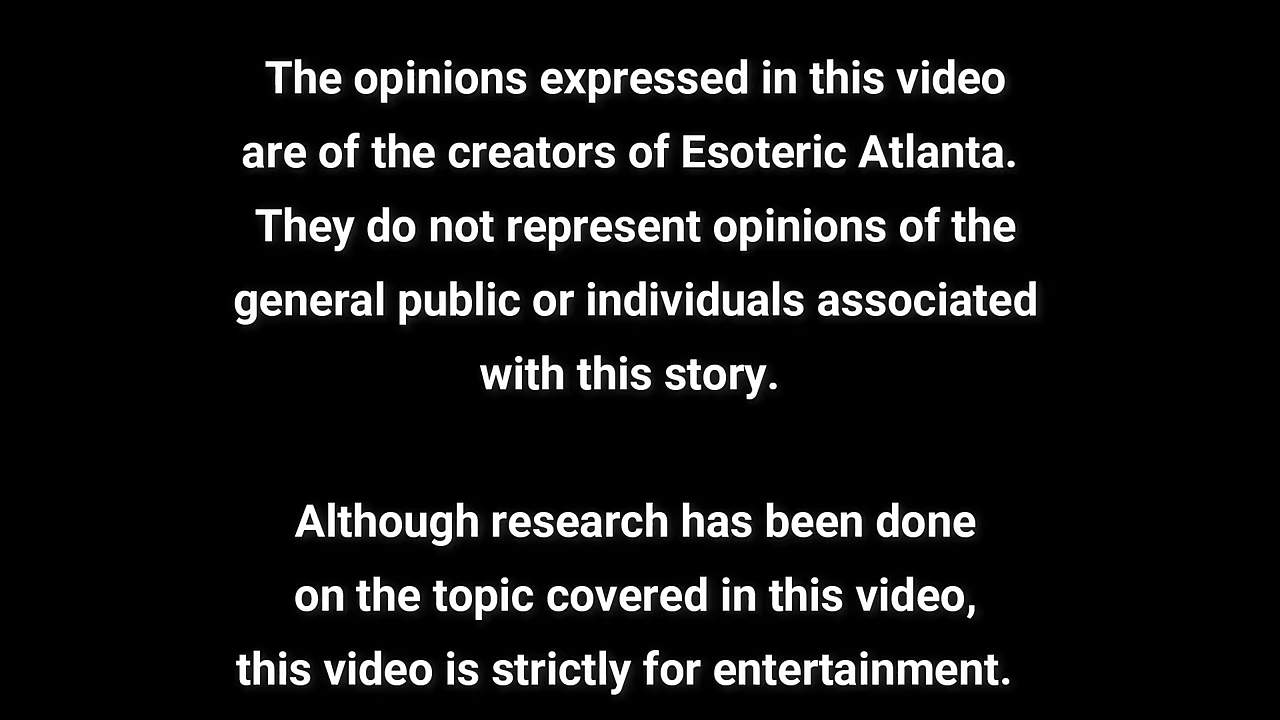 The opinions expressed in this video
are of the creators of Esoteric Atlanta.
They do not represent opinions of the
general public or individuals associated
with this story.
Although research has been done
on the topic covered in this video,
this video is strictly for entertainment.